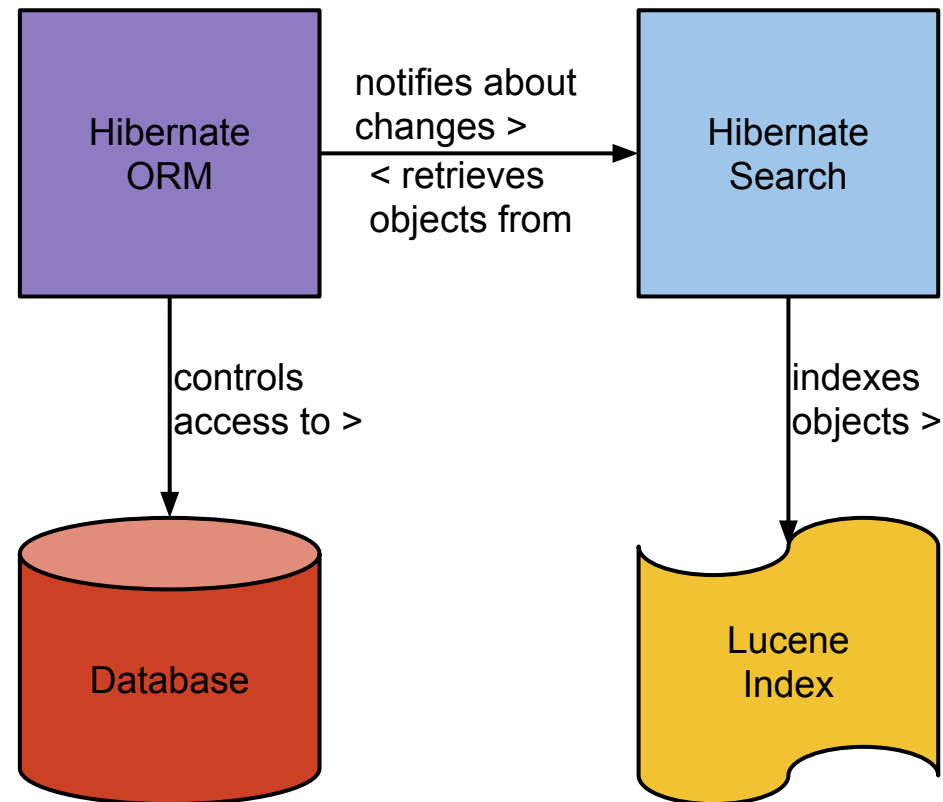 Hibernate
ORM
notifies about
changes >
< retrieves
objects from
Hibernate
Search
controls
access to >
indexes
objects >
Database
Lucene
Index